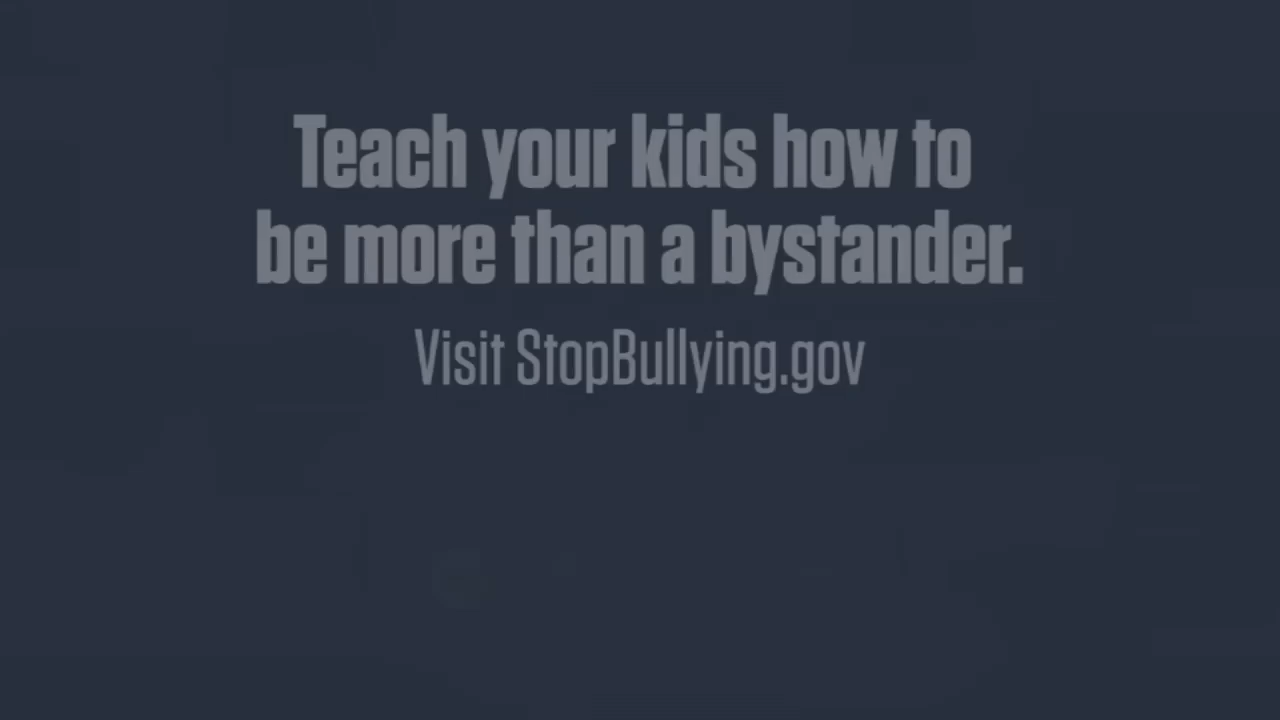 Teach your kids how to
be more than a bystander.
Visit StopBullying.gov